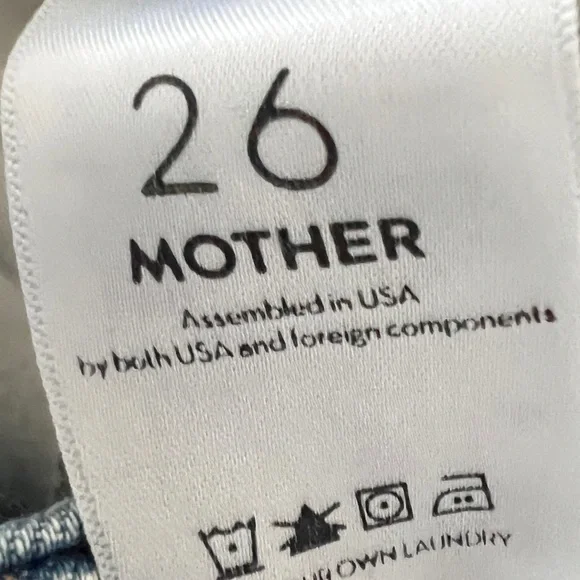 26
MOTHER
Assembled in USA
by both USA and foreign components
OWN LAUNDRY